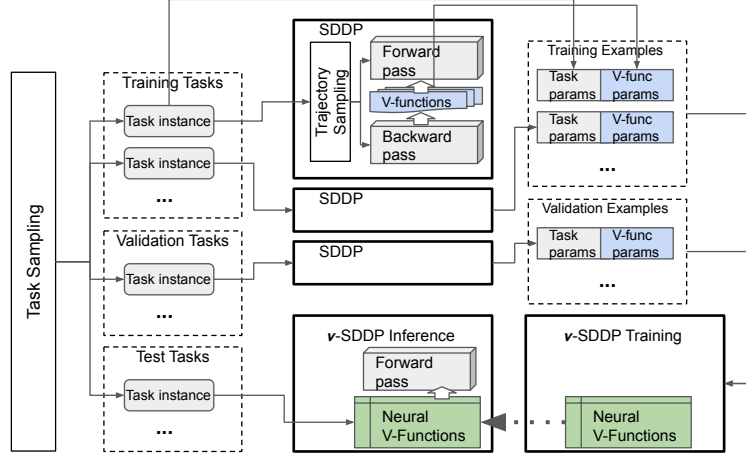 Task Sampling
Training Tasks
Task instance
Task instance
...
Validation Tasks
Task instance
...
Test Tasks
Task instance
...
SDDP
Trajectory
Sampling
Forward
pass
V-functions
Backward
pass
SDDP
SDDP
Training Examples
Task
params
V-func
params
Task
params
V-func
params
...
Validation Examples
Task
params
V-func
params
...
ν-SDDP Inference
Forward
pass
Neural
V-Functions
ν-SDDP Training
Neural
V-Functions